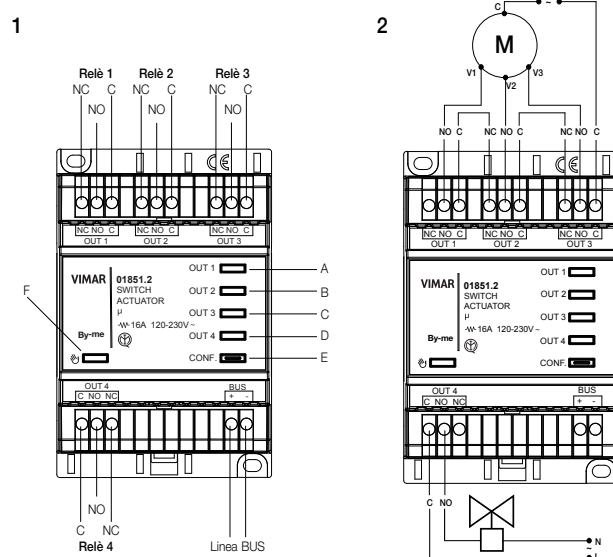 1
Relè 1 Relè 2 Relè 3
NC C NC C NC C
NO NO NO
NC NO C NC NO C NC NO C
OUT 1 OUT 2 OUT 3
VIMAR
01851.2
SWITCH
ACTUATOR
µ
16A 120-230V~
By-me
OUT 1
OUT 2
OUT 3
OUT 4
CONF.
A
B
C
D
E
F
OUT 4 BUS
C NO NC + -
NO
C NC
Relè 4 Linea BUS
2
C ~
M
V1 V2 V3
NO C NC NO C NC NO C
NC NO C NC NO C NC NO C
OUT 1 OUT 2 OUT 3
VIMAR
01851.2
SWITCH
ACTUATOR
µ
16A 120-230V~
By-me
OUT 1
OUT 2
OUT 3
OUT 4
CONF.
OUT 4 BUS
C NO NC + -
C NO
N
~
L